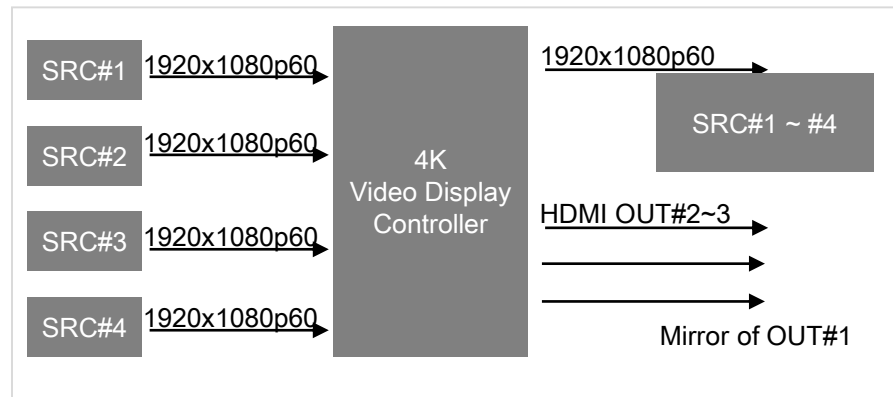 SRC#1
1920x1080p60
SRC#2
1920x1080p60
SRC#3
1920x1080p60
SRC#4
1920x1080p60
4K
Video Display
Controller
1920x1080p60
SRC#1 ~ #4
HDMI OUT#2~3
Mirror of OUT#1